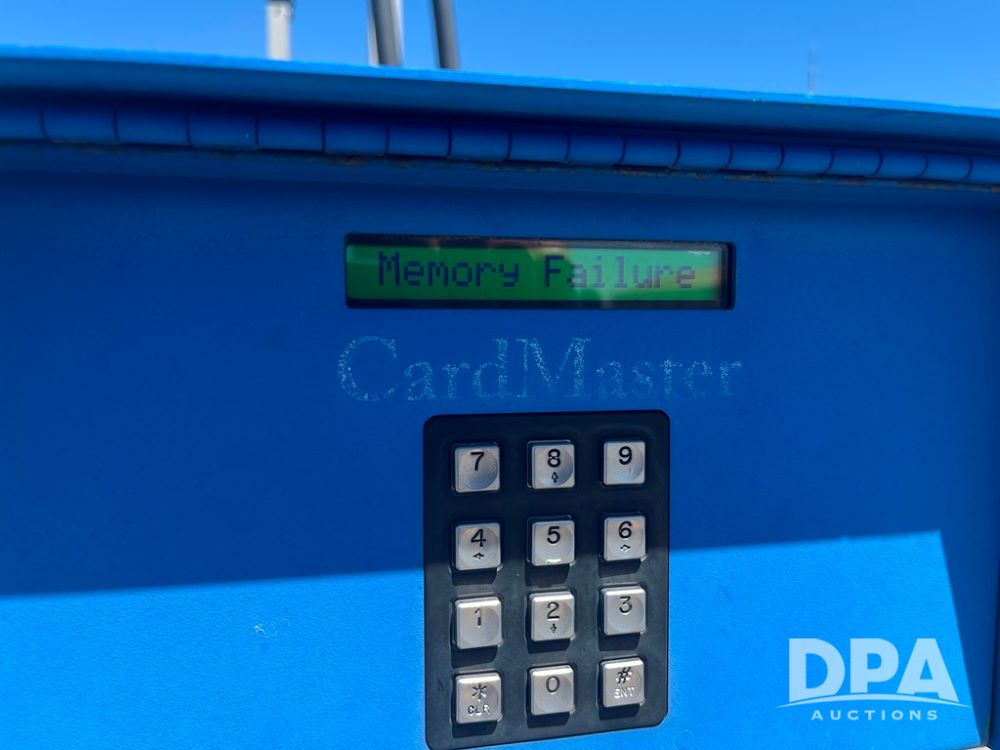 Memory Failure
CardMaster
7 8 9
4 5 6
1 2 3
* 0 #
CLR ENT
DPA
AUCTIONS